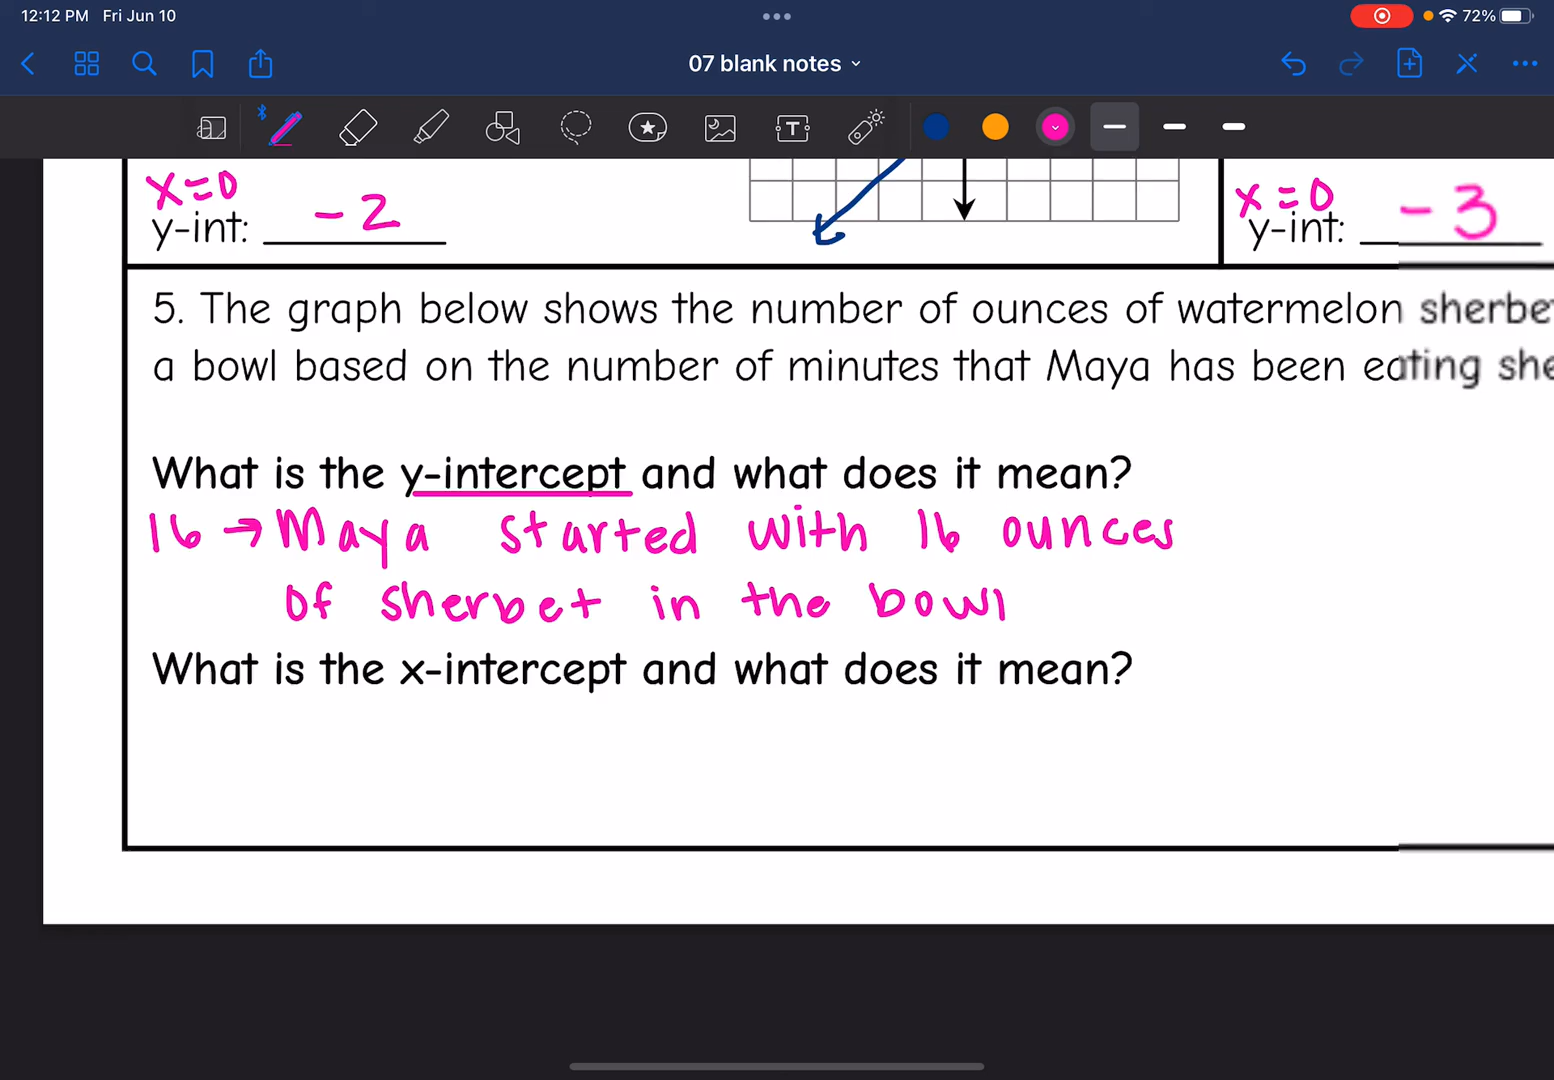 12:12 PM Fri Jun 10
72%
07 blank notes
T
x=0
y-int: -2
x=0
y-int: -3
5. The graph below shows the number of ounces of watermelon
a bowl based on the number of minutes that Maya has been eating
What is the y-intercept and what does it mean?
16 → Maya started with 16 ounces
of sherbet in the bowl
What is the x-intercept and what does it mean?